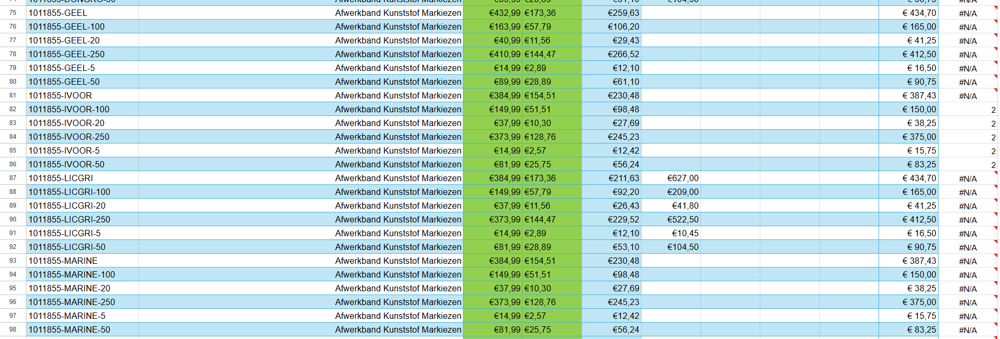 74 1011855-DONGRO-50 Afwerkband Kunststof Markiezen €89,99 €28,89 €61,10 €104,50 € 90,75 #N/A
75 1011855-GEEL Afwerkband Kunststof Markiezen €432,99 €173,36 €259,63 € 434,70 #N/A
76 1011855-GEEL-100 Afwerkband Kunststof Markiezen €163,99 €57,79 €106,20 € 165,00 #N/A
77 1011855-GEEL-20 Afwerkband Kunststof Markiezen €40,99 €11,56 €29,43 € 41,25 #N/A
78 1011855-GEEL-250 Afwerkband Kunststof Markiezen €410,99 €144,47 €266,52 € 412,50 #N/A
79 1011855-GEEL-5 Afwerkband Kunststof Markiezen €14,99 €2,89 €12,10 € 16,50 #N/A
80 1011855-GEEL-50 Afwerkband Kunststof Markiezen €89,99 €28,89 €61,10 € 90,75 #N/A
81 1011855-IVOOR Afwerkband Kunststof Markiezen €384,99 €154,51 €230,48 € 387,43 #N/A
82 1011855-IVOOR-100 Afwerkband Kunststof Markiezen €149,99 €51,51 €98,48 € 150,00 2
83 1011855-IVOOR-20 Afwerkband Kunststof Markiezen €37,99 €10,30 €27,69 € 38,25 2
84 1011855-IVOOR-250 Afwerkband Kunststof Markiezen €373,99 €128,76 €245,23 € 375,00 2
85 1011855-IVOOR-5 Afwerkband Kunststof Markiezen €14,99 €2,57 €12,42 € 15,75 2
86 1011855-IVOOR-50 Afwerkband Kunststof Markiezen €81,99 €25,75 €56,24 € 83,25 2
87 1011855-LICGRI Afwerkband Kunststof Markiezen €384,99 €173,36 €211,63 €627,00 € 434,70 #N/A
88 1011855-LICGRI-100 Afwerkband Kunststof Markiezen €149,99 €57,79 €92,20 €209,00 € 165,00 #N/A
89 1011855-LICGRI-20 Afwerkband Kunststof Markiezen €37,99 €11,56 €26,43 €41,80 € 41,25 #N/A
90 1011855-LICGRI-250 Afwerkband Kunststof Markiezen €373,99 €144,47 €229,52 €522,50 € 412,50 #N/A
91 1011855-LICGRI-5 Afwerkband Kunststof Markiezen €14,99 €2,89 €12,10 €10,45 € 16,50 #N/A
92 1011855-LICGRI-50 Afwerkband Kunststof Markiezen €81,99 €28,89 €53,10 €104,50 € 90,75 #N/A
93 1011855-MARINE Afwerkband Kunststof Markiezen €384,99 €154,51 €230,48 € 387,43 #N/A
94 1011855-MARINE-100 Afwerkband Kunststof Markiezen €149,99 €51,51 €98,48 € 150,00 #N/A
95 1011855-MARINE-20 Afwerkband Kunststof Markiezen €37,99 €10,30 €27,69 € 38,25 #N/A
96 1011855-MARINE-250 Afwerkband Kunststof Markiezen €373,99 €128,76 €245,23 € 375,00 #N/A
97 1011855-MARINE-5 Afwerkband Kunststof Markiezen €14,99 €2,57 €12,42 € 15,75 #N/A
98 1011855-MARINE-50 Afwerkband Kunststof Markiezen €81,99 €25,75 €56,24 € 83,25 #N/A